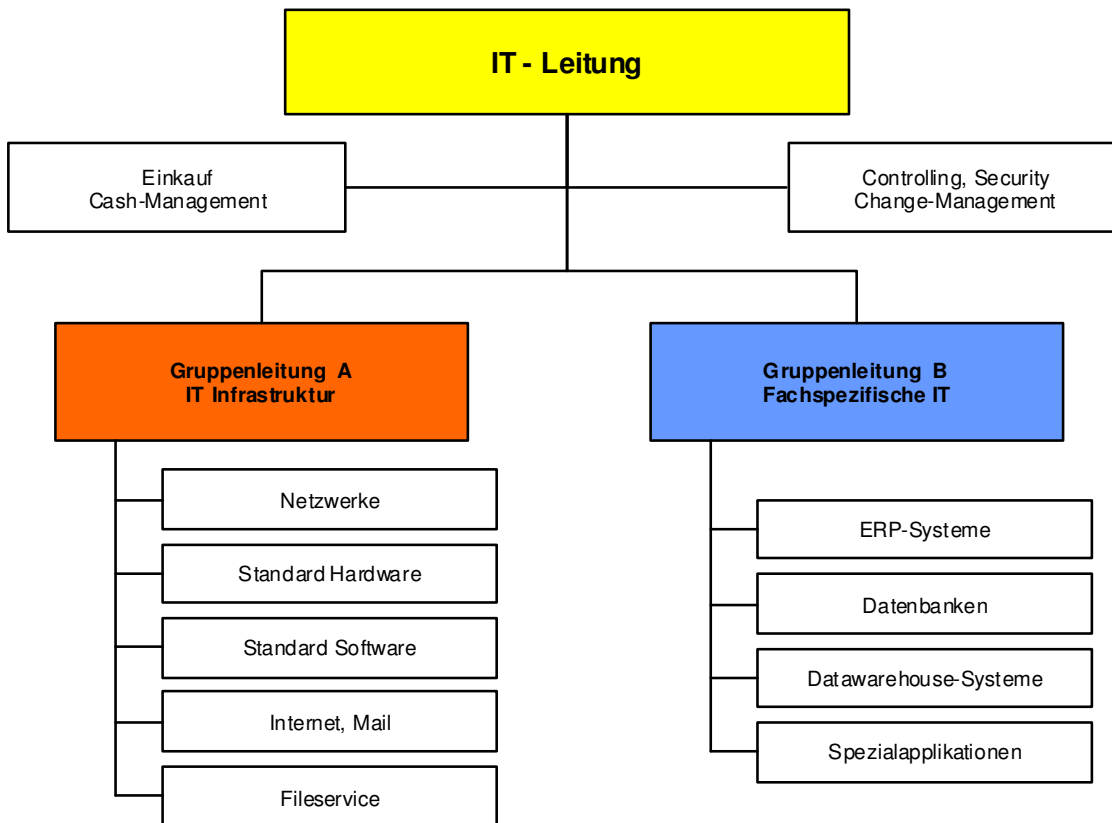 IT - Leitung
Einkauf
Cash-Management
Controlling, Security
Change-Management
Gruppenleitung A
IT Infrastruktur
Gruppenleitung B
Fachspezifische IT
Netzwerke
Standard Hardware
Standard Software
Internet, Mail
Fileservice
ERP-Systeme
Datenbanken
Datawarehouse-Systeme
Spezialapplikationen